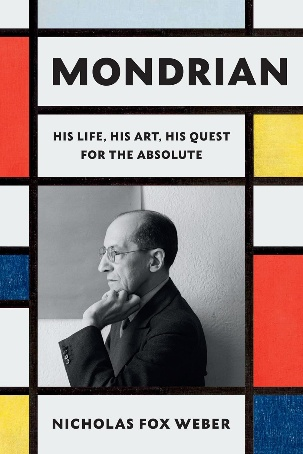 MONDRIAN
HIS LIFE, HIS ART, HIS QUEST
FOR THE ABSOLUTE
NICHOLAS FOX WEBER